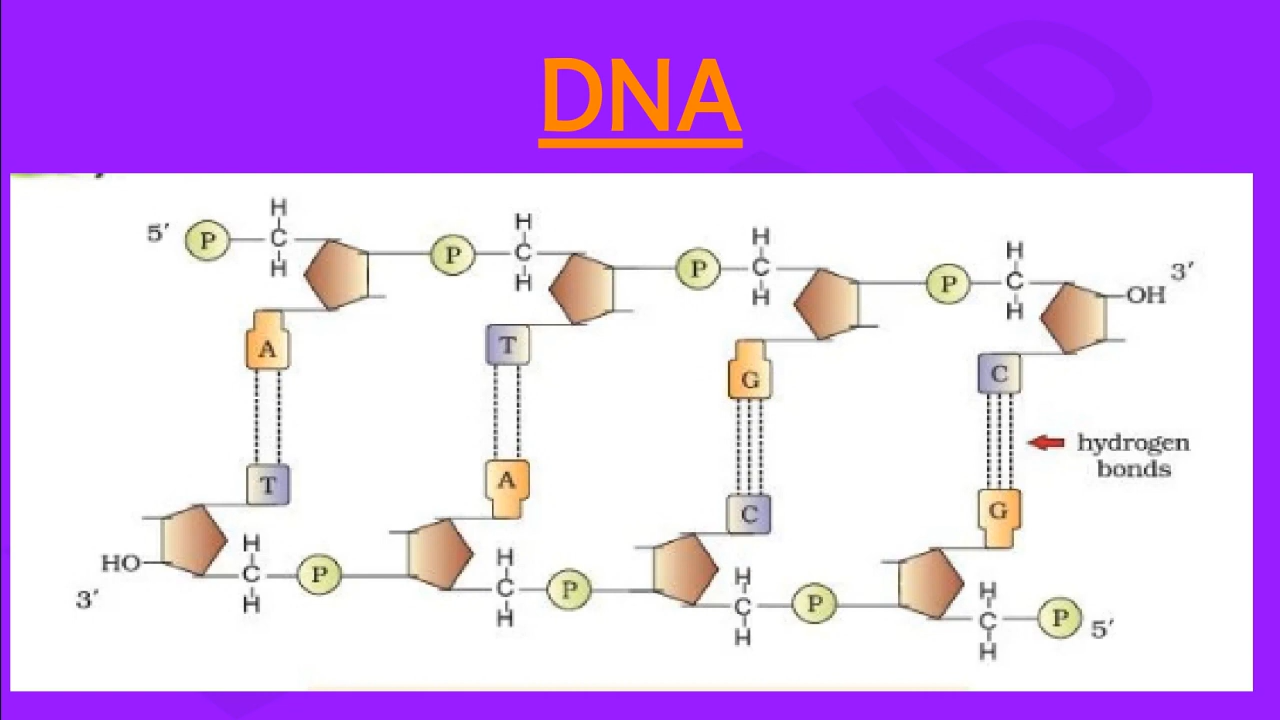 DNA
5′ P H C H P H C H P H C H P H C H OH 3′
A T G C
hydrogen
bonds
T A C G
HO H C H P H C H P H C H P H C H P
3′ 5′